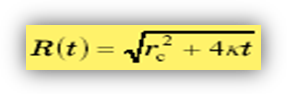 R(t) = √(r_c² + 4κt)